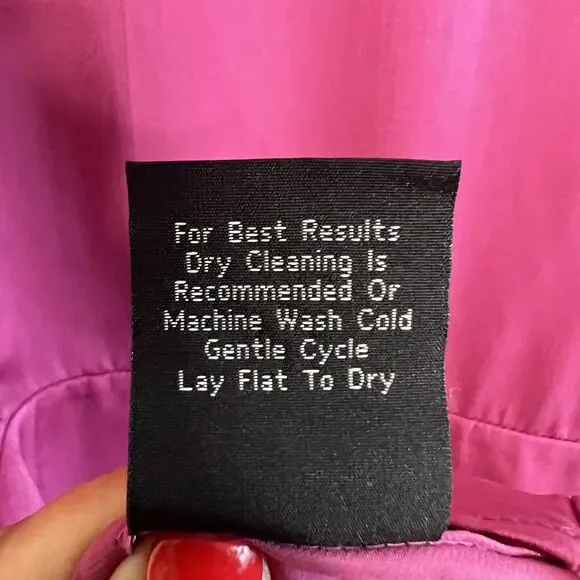 For Best Results
Dry Cleaning Is
Recommended Or
Machine Wash Cold
Gentle Cycle
Lay Flat To Dry